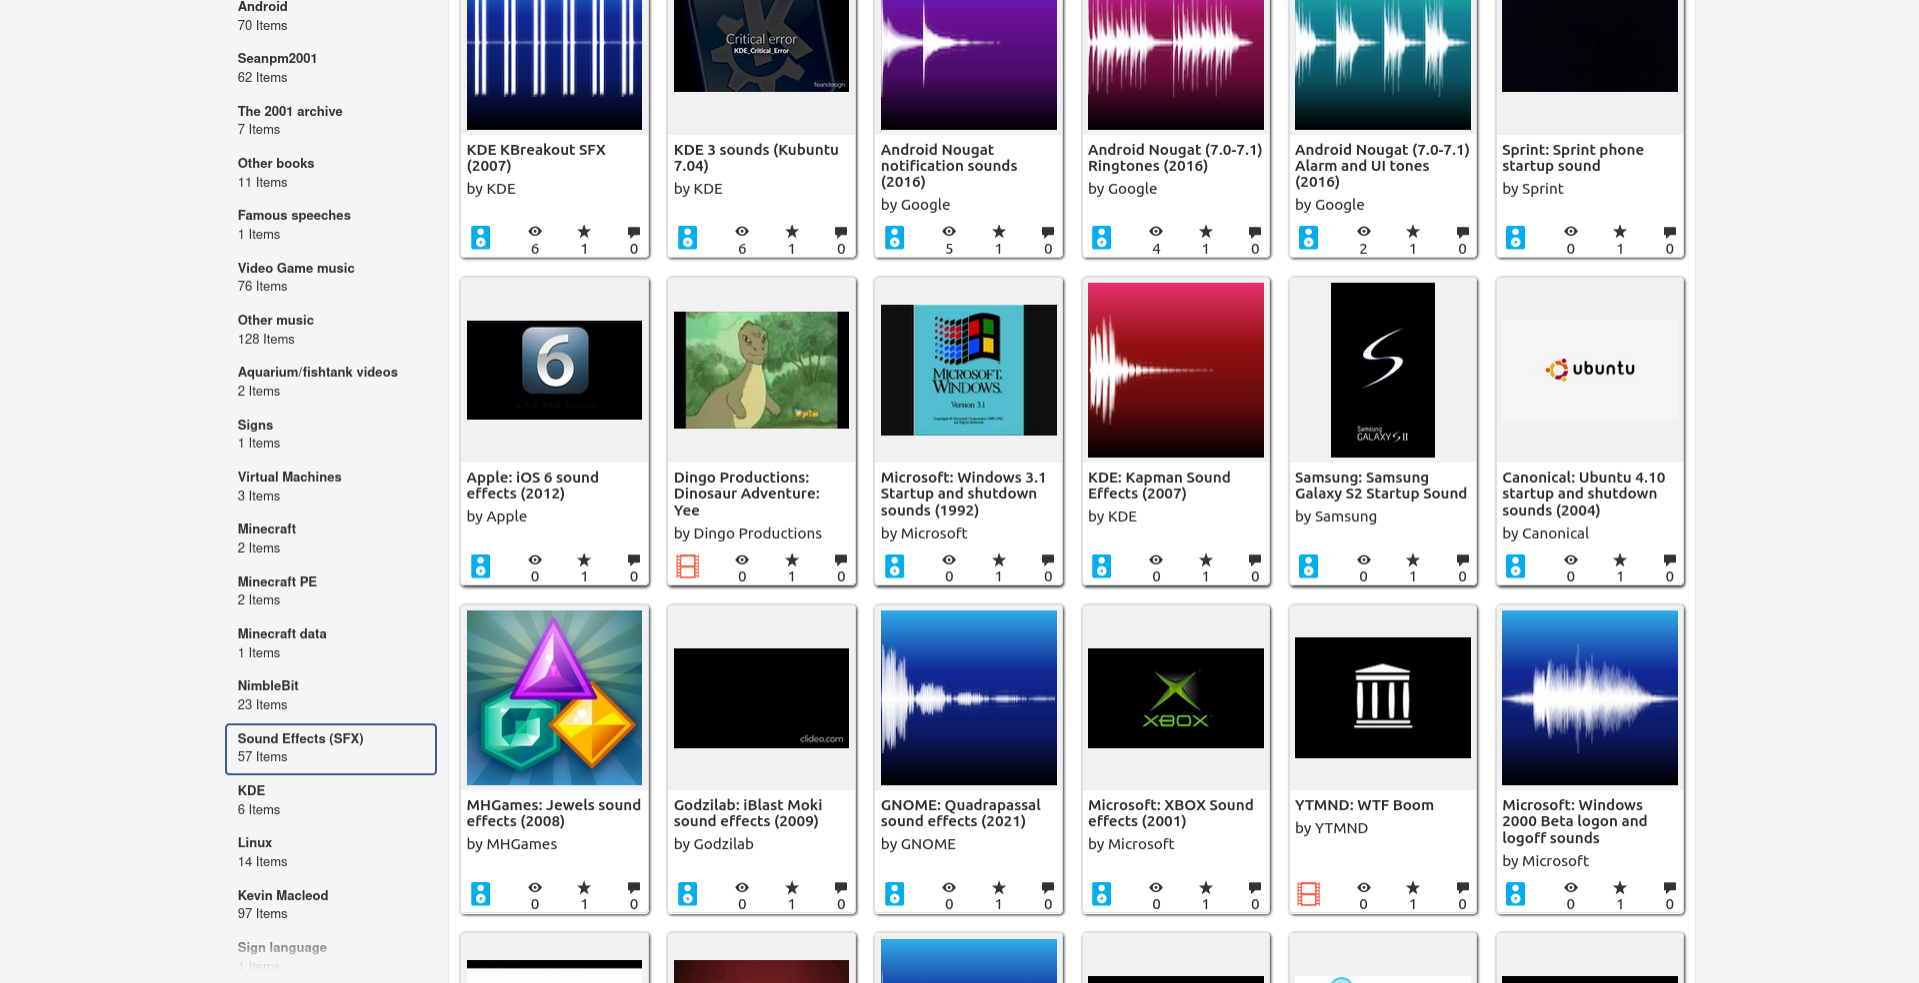 Android
70 Items
Seanpm2001
62 Items
The 2001 archive
7 Items
Other books
11 Items
Famous speeches
1 Items
Video Game music
76 Items
Other music
128 Items
Aquarium/fishtank videos
2 Items
Signs
1 Items
Virtual Machines
3 Items
Minecraft
2 Items
Minecraft PE
2 Items
Minecraft data
1 Items
NimbleBit
23 Items
Sound Effects (SFX)
57 Items
KDE
6 Items
Linux
14 Items
Kevin Macleod
97 Items
Sign language
1 Items
KDE KBreakout SFX
(2007)
by KDE
6 1 0
Critical error
KDE_Critical_Error
feandesign
KDE 3 sounds (Kubuntu
7.04)
by KDE
6 1 0
Android Nougat
notification sounds
(2016)
by Google
5 1 0
Android Nougat (7.0-7.1)
Ringtones (2016)
by Google
4 1 0
Android Nougat (7.0-7.1)
Alarm and UI tones
(2016)
by Google
2 1 0
Sprint: Sprint phone
startup sound
by Sprint
0 1 0
6
Apple: iOS 6 sound
effects (2012)
by Apple
0 1 0
Dingo Productions:
Dinosaur Adventure:
Yee
by Dingo Productions
0 1 0
MICROSOFT.
WINDOWS.
Version 3.1
Microsoft: Windows 3.1
Startup and shutdown
sounds (1992)
by Microsoft
0 1 0
KDE: Kapman Sound
Effects (2007)
by KDE
0 1 0
Samsung
GALAXY S II
Samsung: Samsung
Galaxy S2 Startup Sound
by Samsung
0 1 0
ubuntu
Canonical: Ubuntu 4.10
startup and shutdown
sounds (2004)
by Canonical
0 1 0
MHGames: Jewels sound
effects (2008)
by MHGames
0 1 0
clideo.com
Godzilab: iBlast Moki
sound effects (2009)
by Godzilab
0 1 0
GNOME: Quadrapassal
sound effects (2021)
by GNOME
0 1 0
XBOX
Microsoft: XBOX Sound
effects (2001)
by Microsoft
0 1 0
YTMND: WTF Boom
by YTMND
0 1 0
Microsoft: Windows
2000 Beta logon and
logoff sounds
by Microsoft
0 1 0